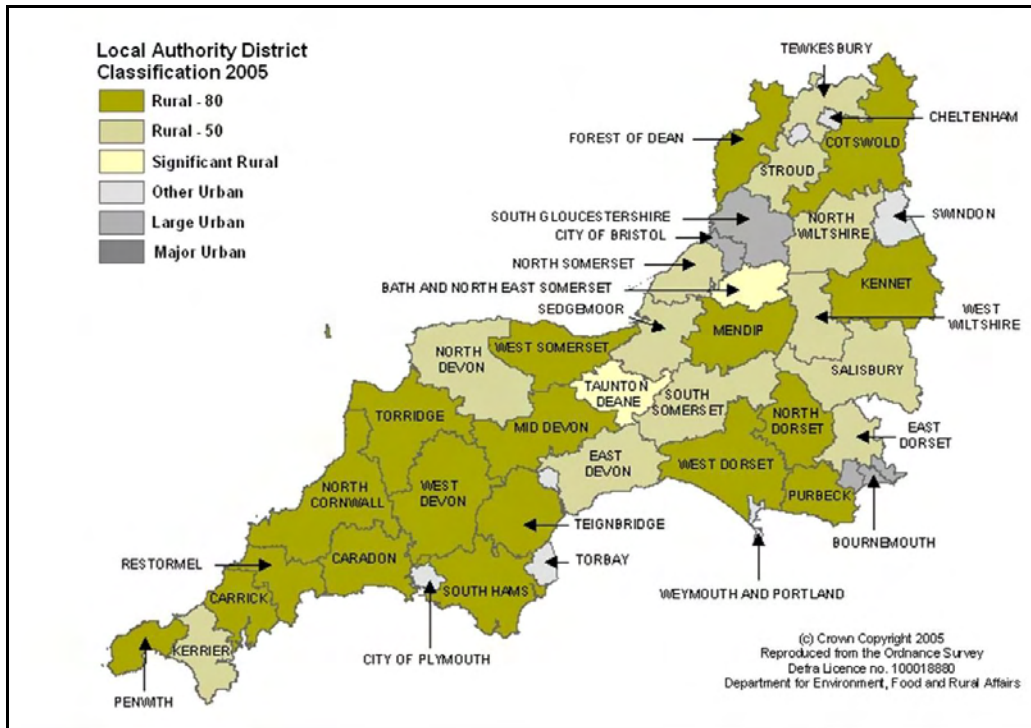 Local Authority District
Classification 2005
Rural - 80
Rural - 50
Significant Rural
Other Urban
Large Urban
Major Urban
TEWKESBURY
CHELTENHAM
FOREST OF DEAN
COTSWOLD
STROUD
SOUTH GLOUCESTERSHIRE
NORTH
WILTSHIRE
SWINDON
CITY OF BRISTOL
NORTH SOMERSET
BATH AND NORTH EAST SOMERSET
KENNET
SEDGEMOOR
MENDIP
WEST
WILTSHIRE
NORTH
DEVON
WEST SOMERSET
SALISBURY
TAUNTON
DEANE
SOUTH
SOMERSET
TORRIDGE
MID DEVON
NORTH
DORSET
EAST
DORSET
EAST
DEVON
WEST DORSET
NORTH
CORNWALL
WEST
DEVON
PURBECK
TEIGNBRIDGE
BOURNEMOUTH
RESTORMEL
CARADON
TORBAY
SOUTH HAMS
WEYMOUTH AND PORTLAND
CARRICK
KERRIER
CITY OF PLYMOUTH
PENWITH
(c) Crown Copyright 2005
Reproduced from the Ordnance Survey
Defra Licence no. 100018880
Department for Environment, Food and Rural Affairs